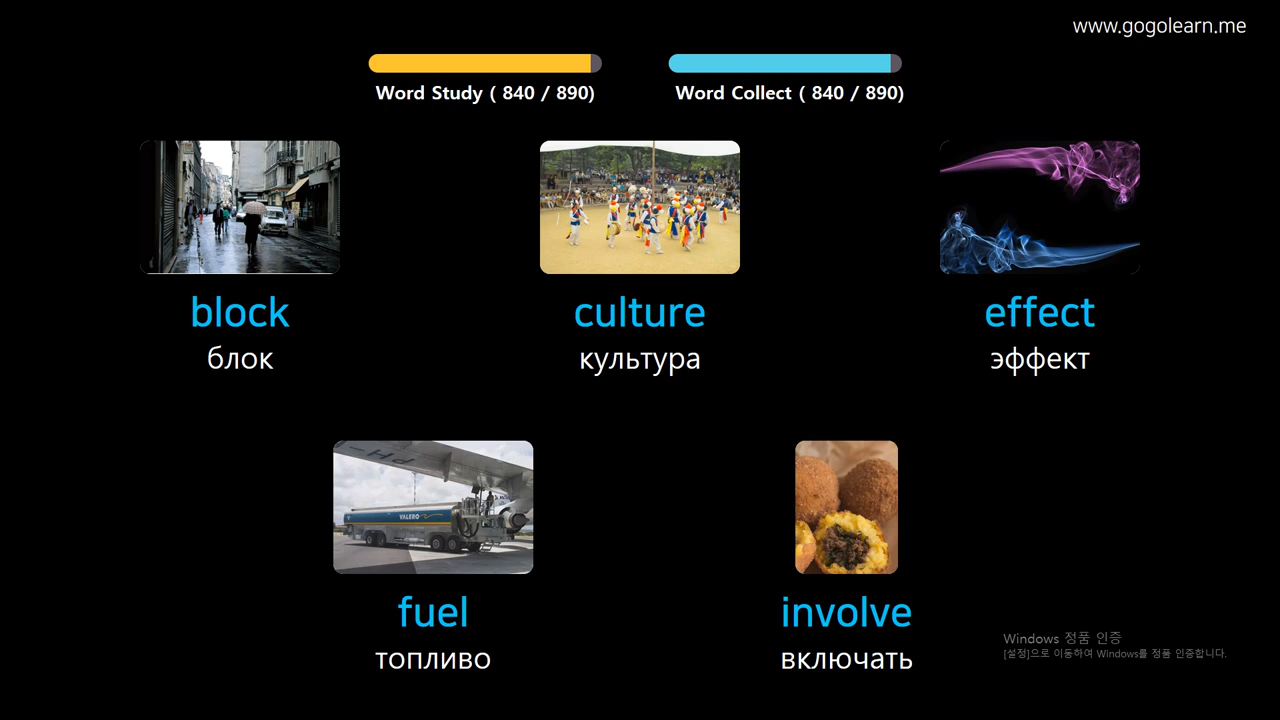 www.gogolearn.me
Word Study ( 840 / 890)
Word Collect ( 840 / 890)
block
блок
culture
культура
effect
эффект
PH-
VALERO
fuel
топливо
involve
включать
Windows 정품 인증
[설정]으로 이동하여 Windows를 정품 인증합니다.